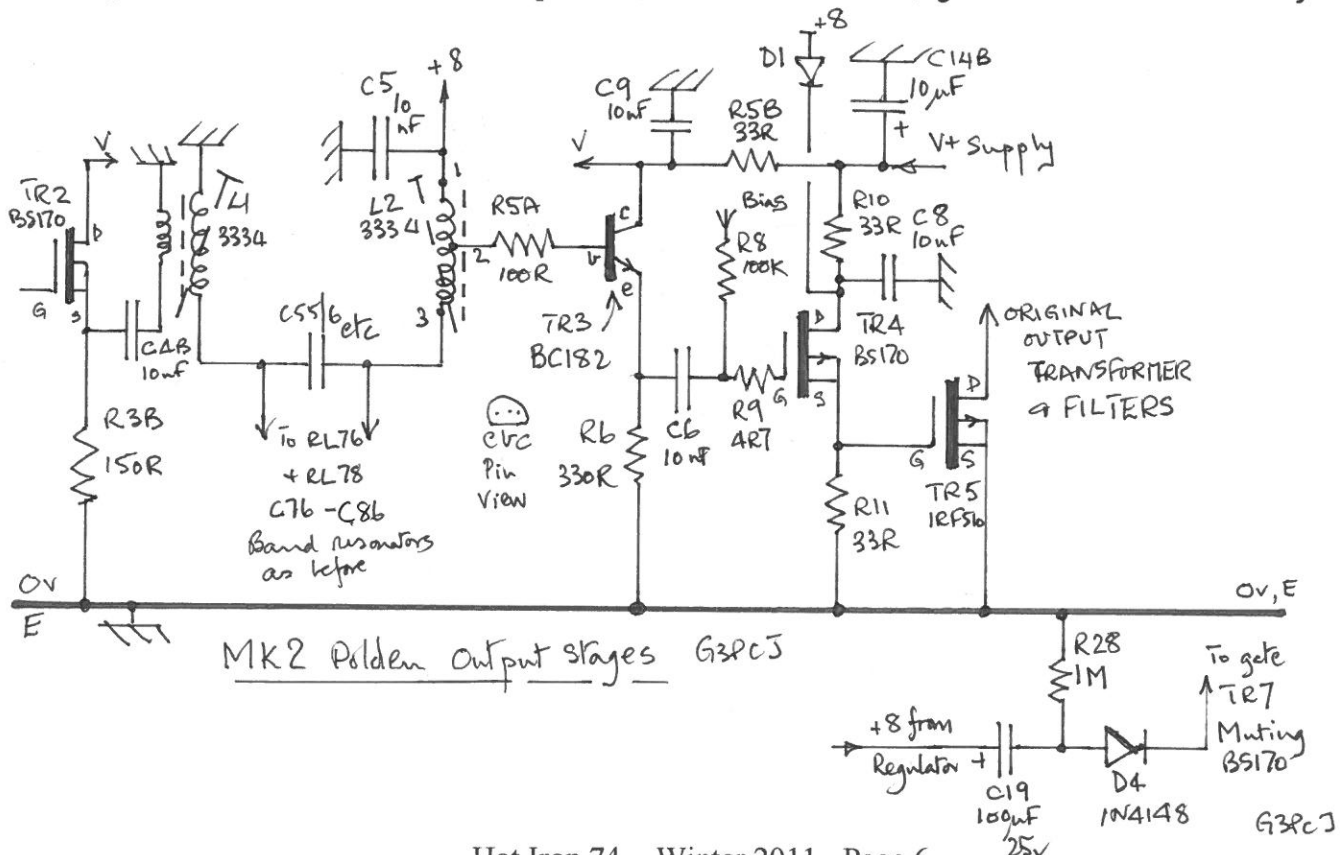 +8
D1
C14B
10µF
+
V+ Supply
C5
10
nF
+8
C9
10nF
R5B
33R
V
V
TR2
BS170
D
G
S
L1
3334
T
T
L2
3334
1
2
3
R5A
100R
b
c
e
TR3
BC182
Bias
R8
100K
R10
33R
C8
10nF
D
G
S
TR4
BS170
ORIGINAL
OUTPUT
TRANSFORMER
& FILTERS
C4B
10nF
C55/6
etc
R3B
150R
To RL76
+ RL78
C76 - C86
Band resonators
as before
Pin
View
R6
330R
C6
10nF
R9
4R7
R11
33R
D
G
S
TR5
IRF510
0v
E
0v, E
MK2 Polden Output Stages G3PCJ
R28
1M
To gate
TR7
Muting
BS170
+8 from
Regulator +
C19
100µF
25v
D4
1N4148
G3PCJ
Hot Iron 74 Winter 2011 Page 6